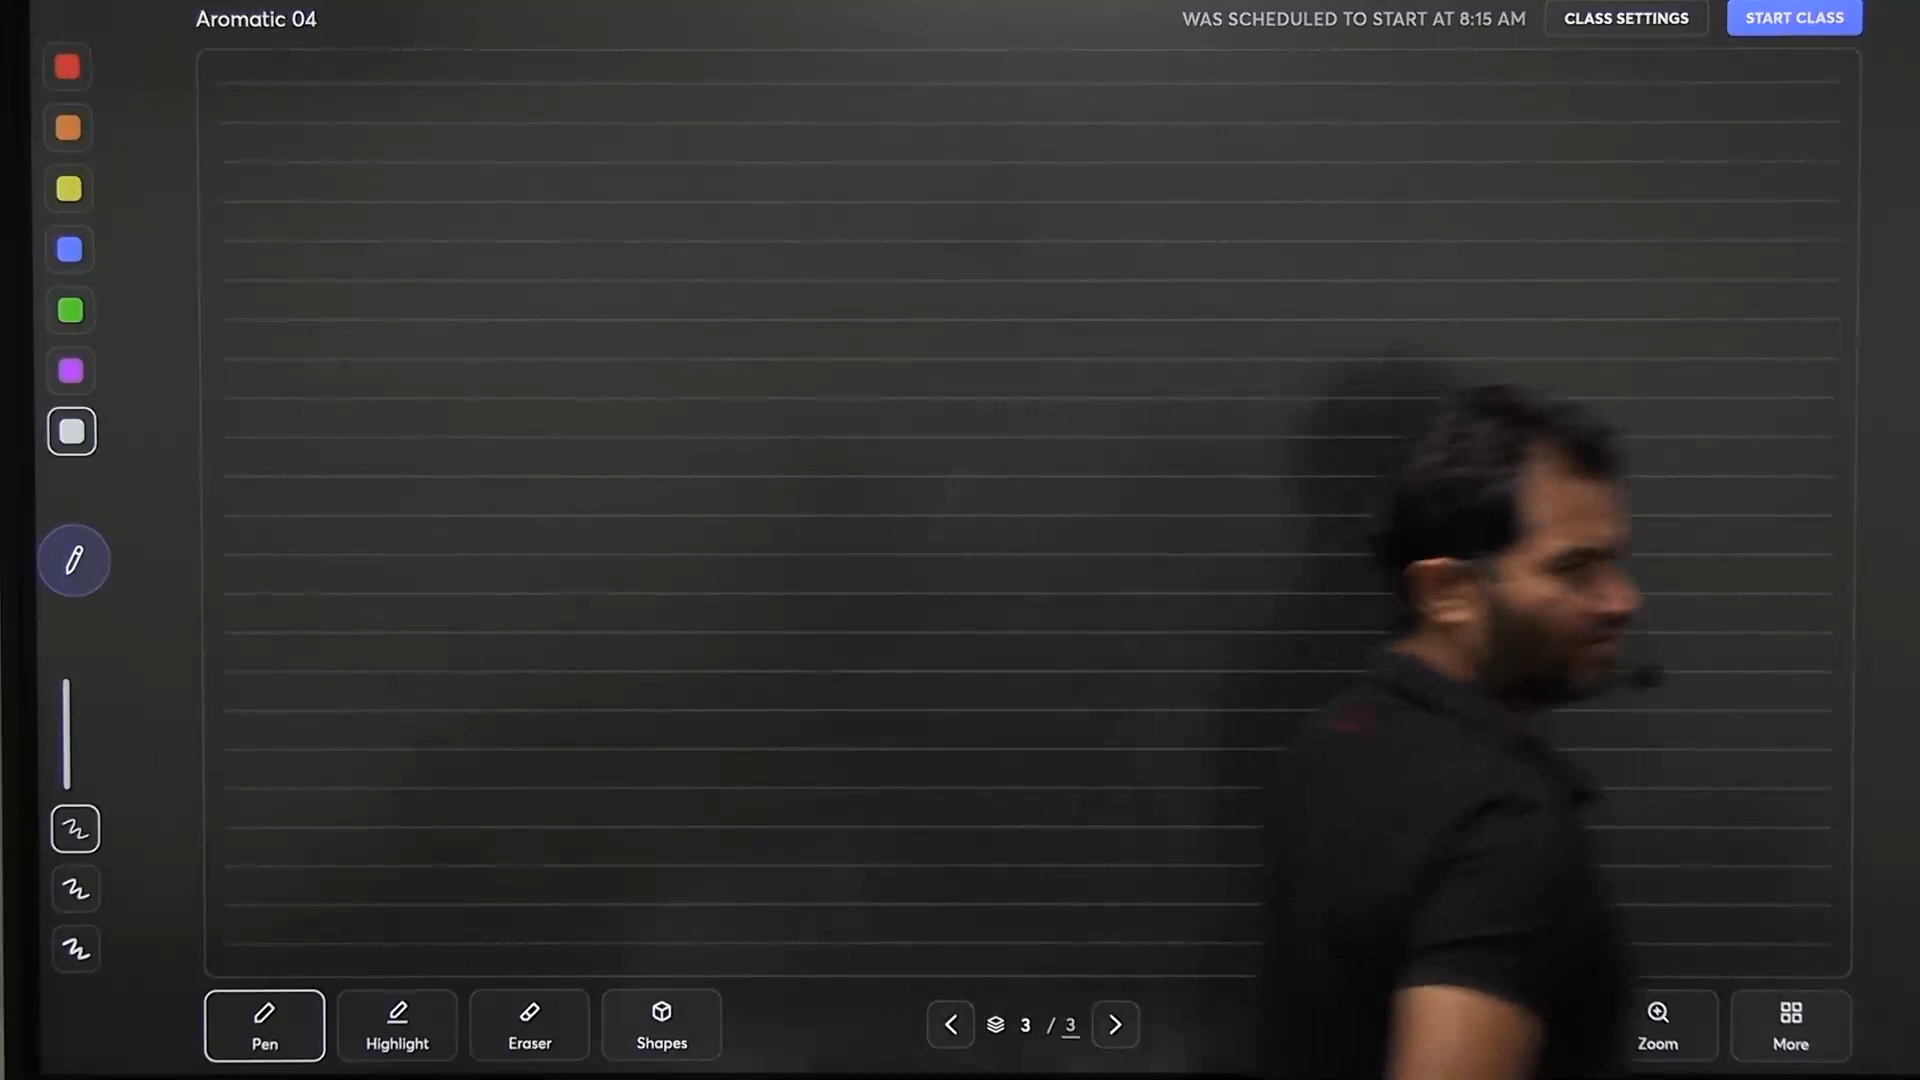 Aromatic 04
WAS SCHEDULED TO START AT 8:15 AM
CLASS SETTINGS
START CLASS
Pen
Highlight
Eraser
Shapes
3 / 3
Zoom
More